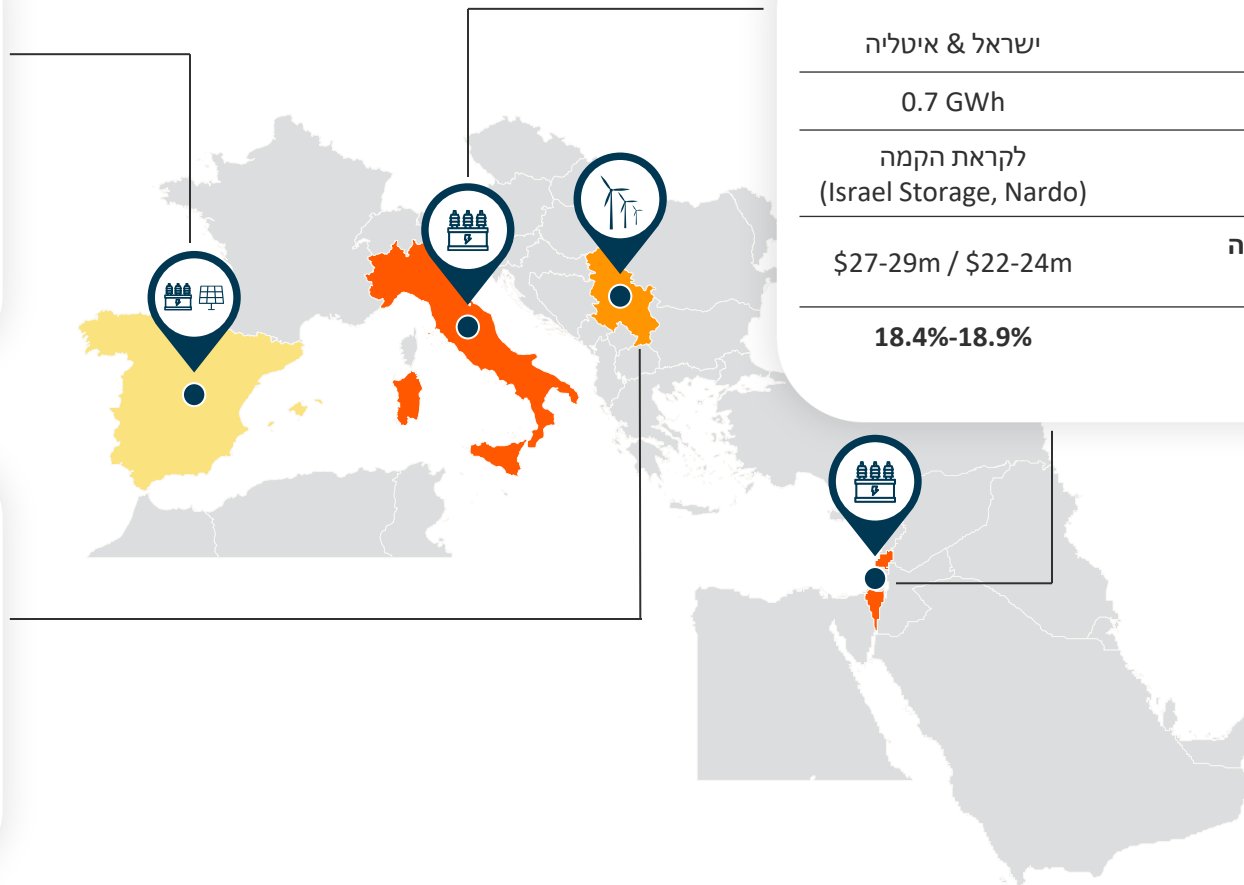 ישראל & איטליה
0.7 GWh
לקראת הקמה
(Israel Storage, Nardo)
$27-29m / $22-24m
18.4%-18.9%